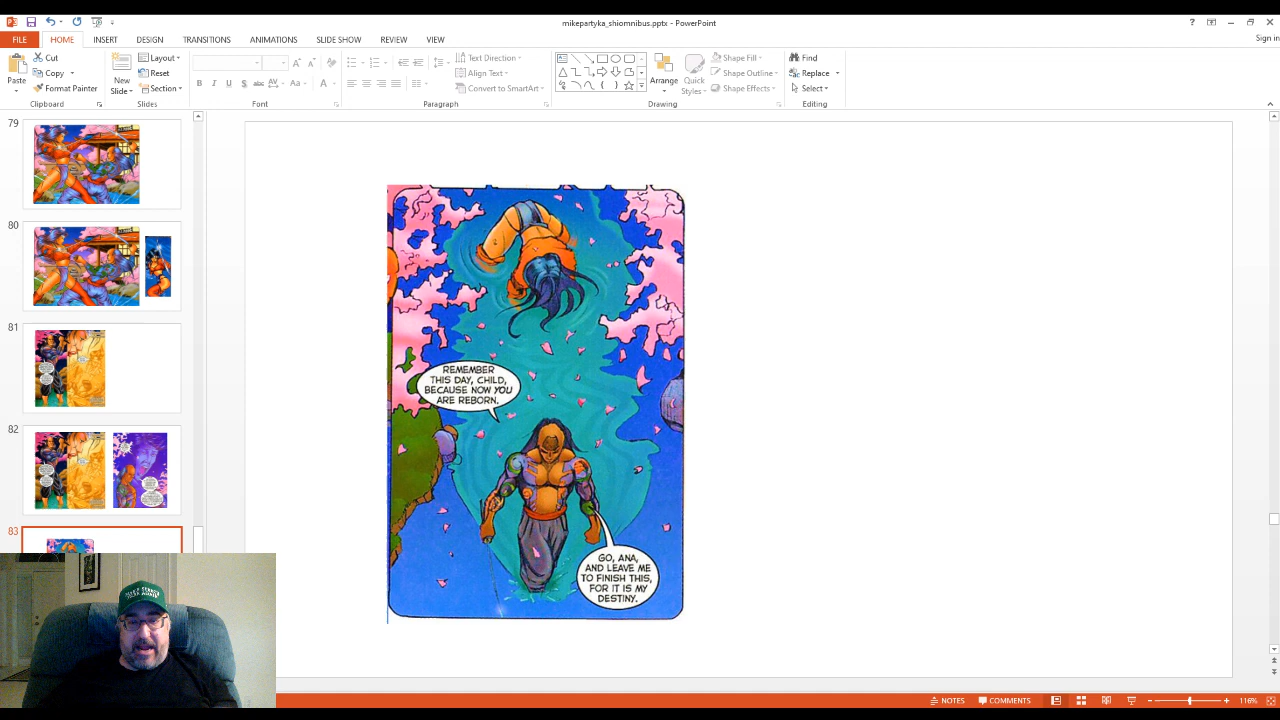 mikepartyka_shiomnibus.pptx - PowerPoint
Sign in
FILE HOME INSERT DESIGN TRANSITIONS ANIMATIONS SLIDE SHOW REVIEW VIEW
Paste
Cut
Copy
Format Painter
Clipboard
New
Slide
Layout
Reset
Section
Slides
Font
Text Direction
Align Text
Convert to SmartArt
Paragraph
Arrange
Quick
Styles
Shape Fill
Shape Outline
Shape Effects
Drawing
Find
Replace
Select
Editing
79
80
81
82
83
REMEMBER
THIS DAY, CHILD,
BECAUSE NOW YOU
ARE REBORN.
GO, ANA,
AND LEAVE ME
TO FINISH THIS,
FOR IT IS MY
DESTINY.
NOTES
COMMENTS
116%